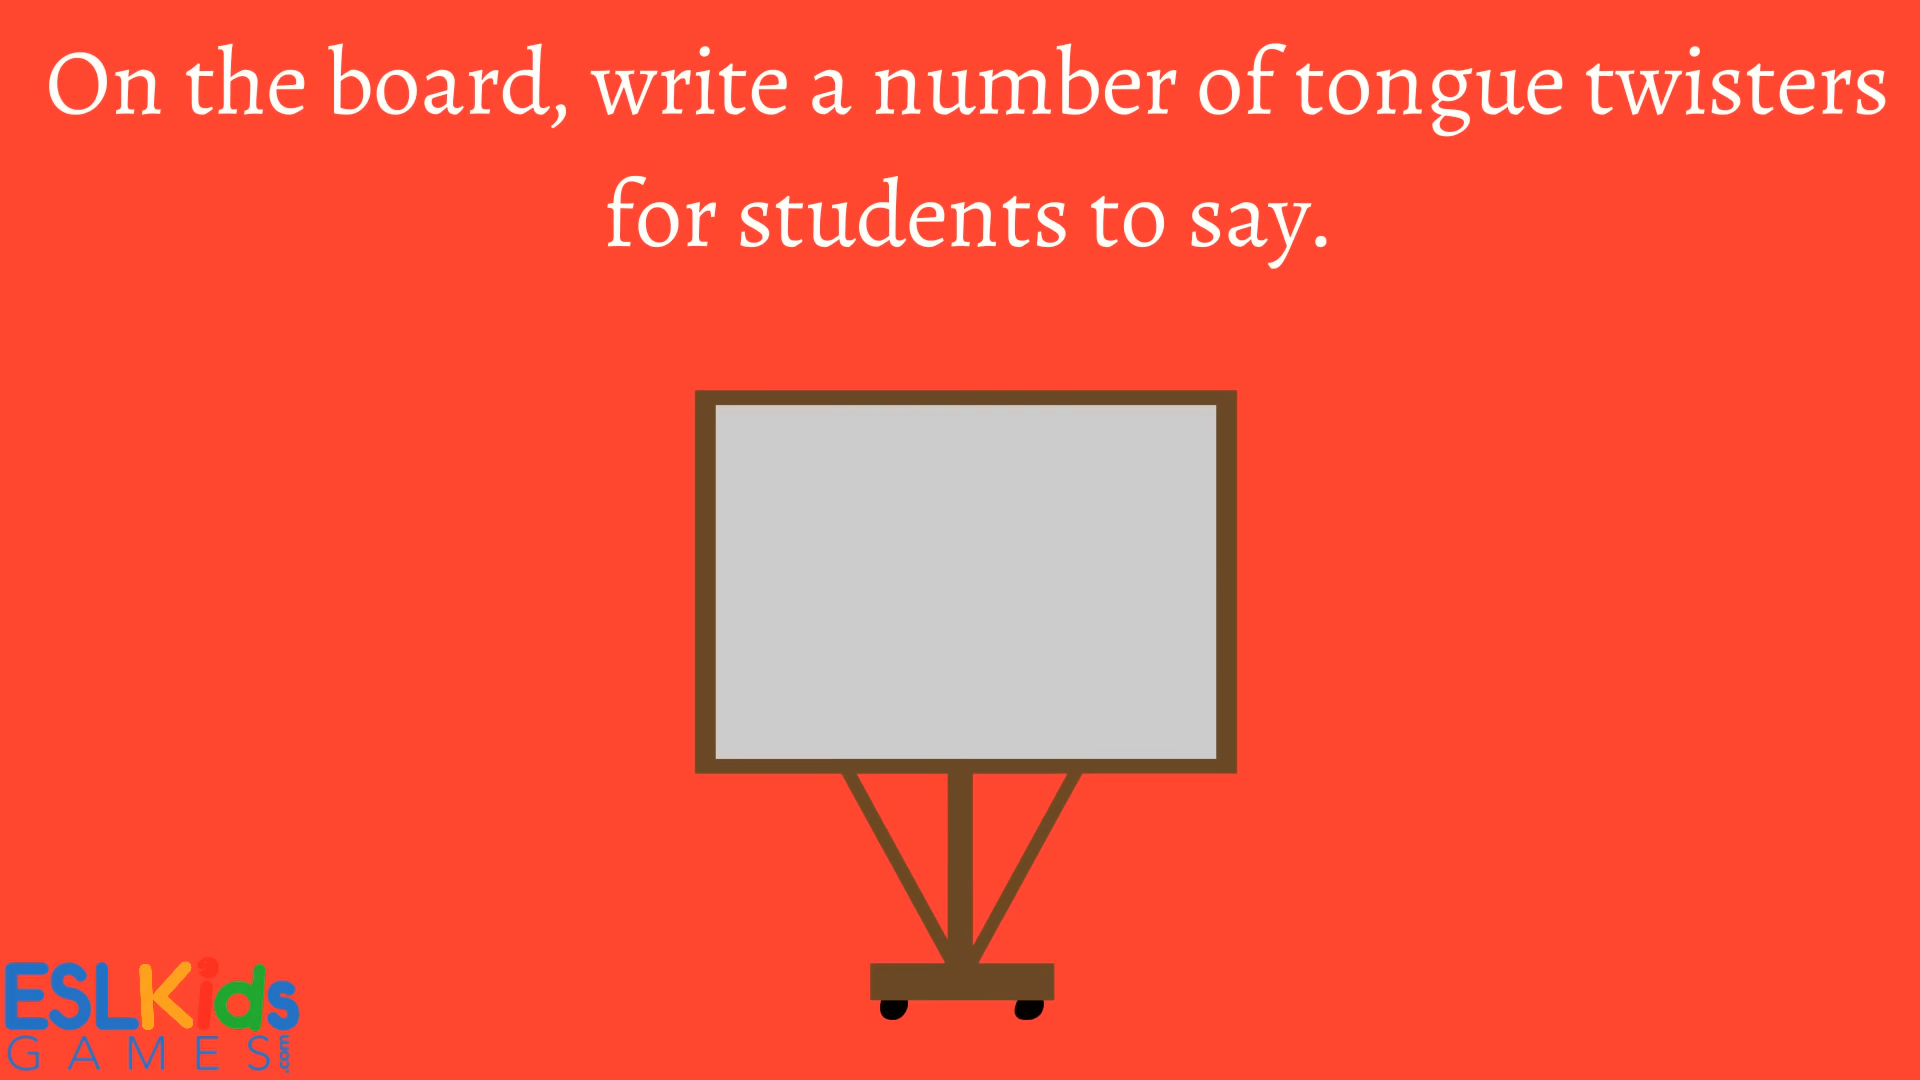 On the board, write a number of tongue twisters
for students to say.
ESLKids
GAMES.com